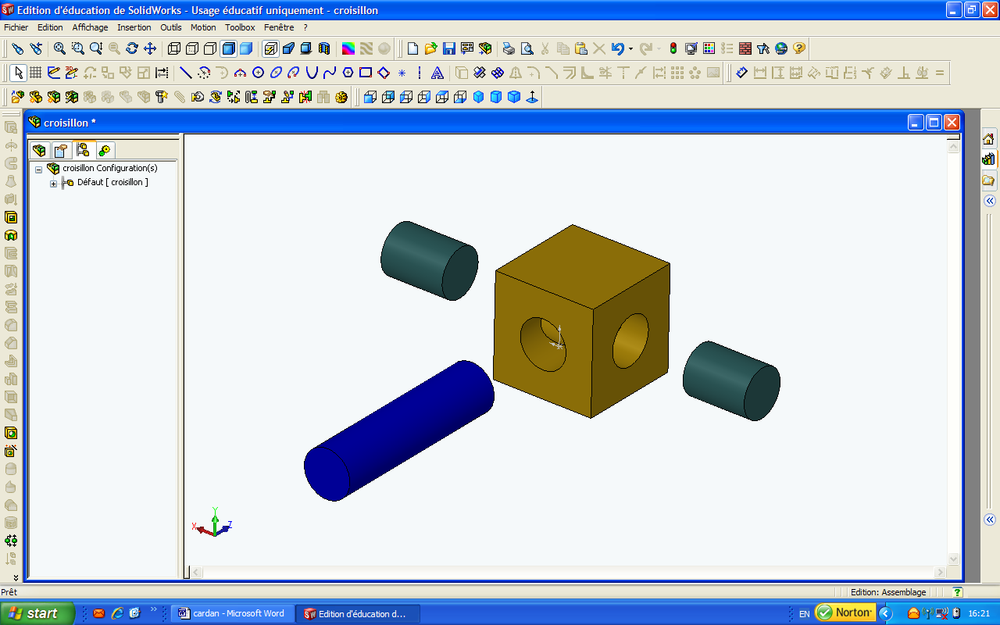 Edition d'éducation de SolidWorks - Usage éducatif uniquement - croisillon
Fichier Edition Affichage Insertion Outils Motion Toolbox Fenêtre ?
croisillon *
croisillon Configuration(s)
Défaut [ croisillon ]
Y
X
Z
Prêt
Edition: Assemblage
start
cardan - Microsoft Word
Edition d'éducation d...
EN
Norton
16:21